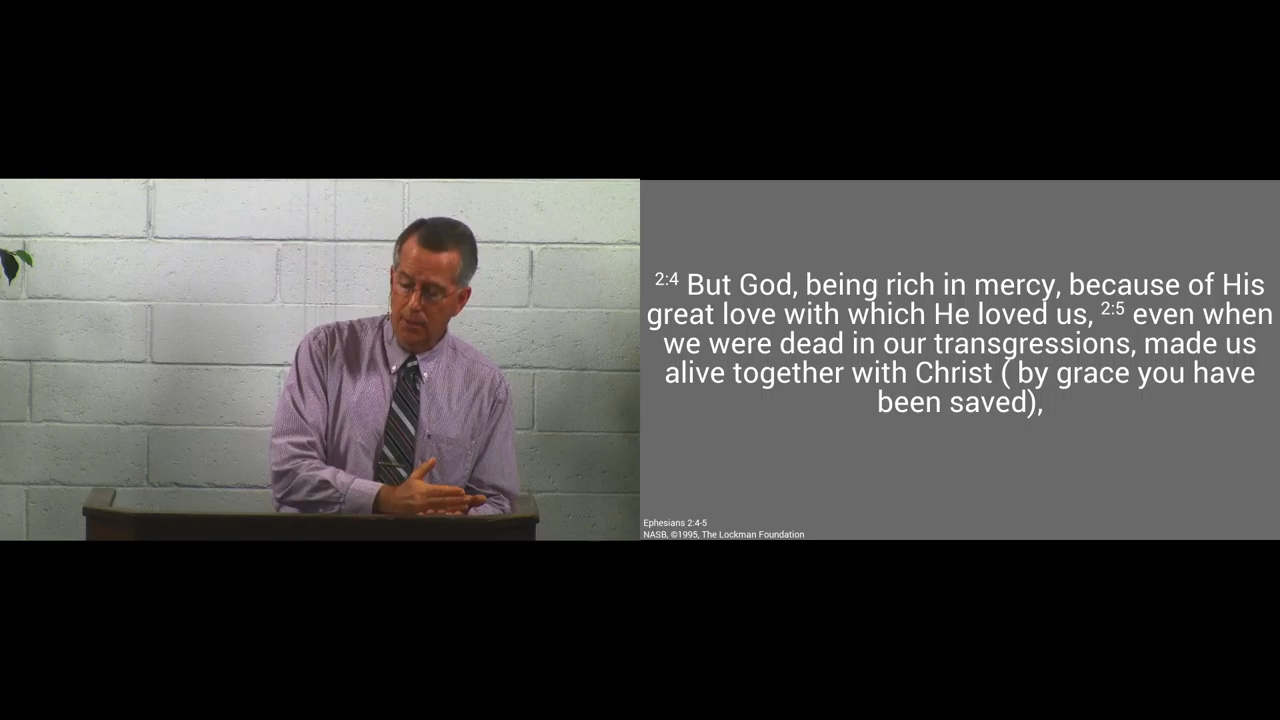 2:4 But God, being rich in mercy, because of His
great love with which He loved us, 2:5 even when
we were dead in our transgressions, made us
alive together with Christ ( by grace you have
been saved),
Ephesians 2:4-5
NASB, ©1995, The Lockman Foundation